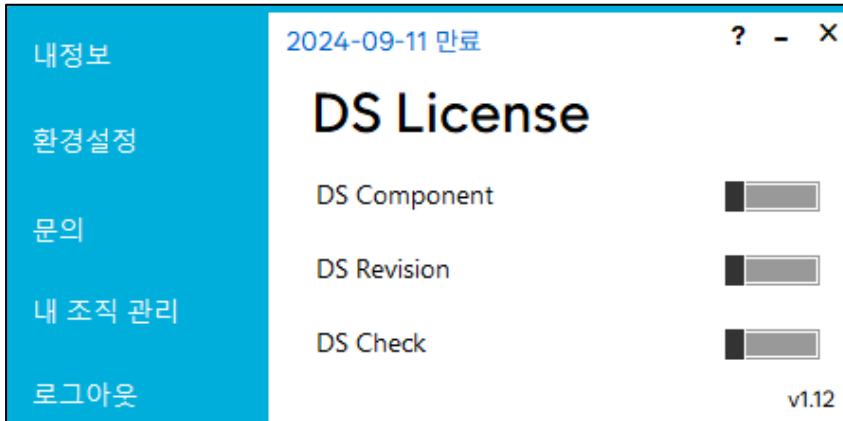 내정보
환경설정
문의
내 조직 관리
로그아웃
2024-09-11 만료
? – X
DS License
DS Component
DS Revision
DS Check
v1.12